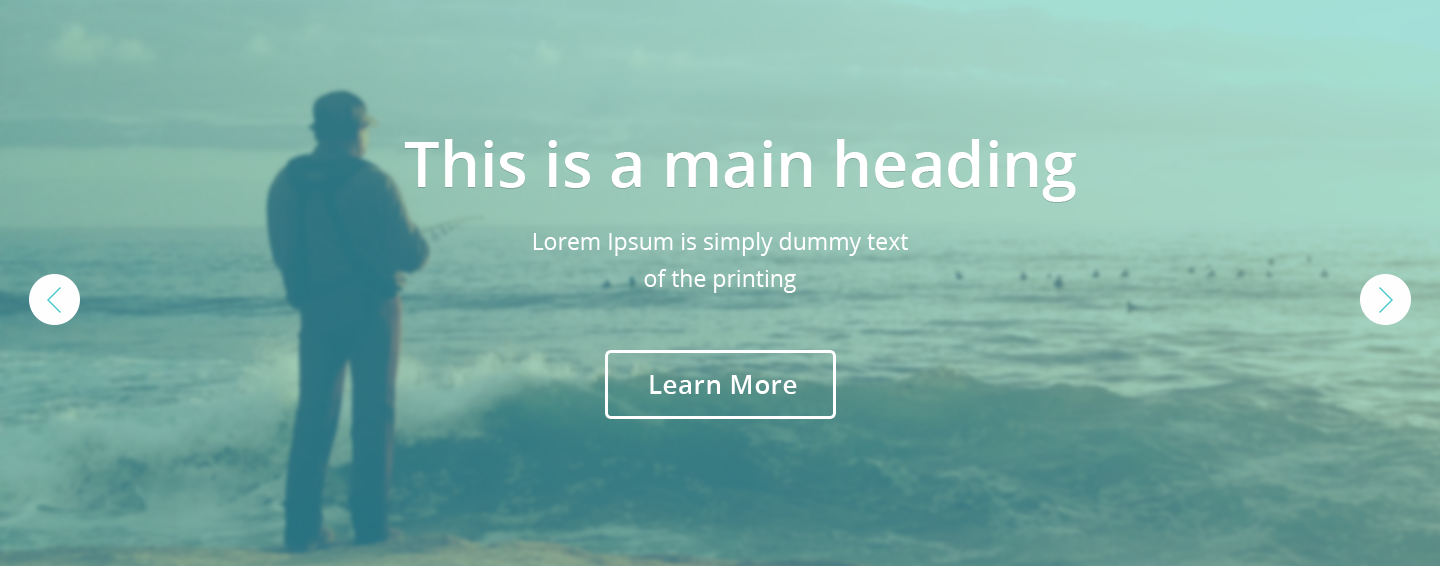 This is a main heading
Lorem Ipsum is simply dummy text
of the printing
Learn More